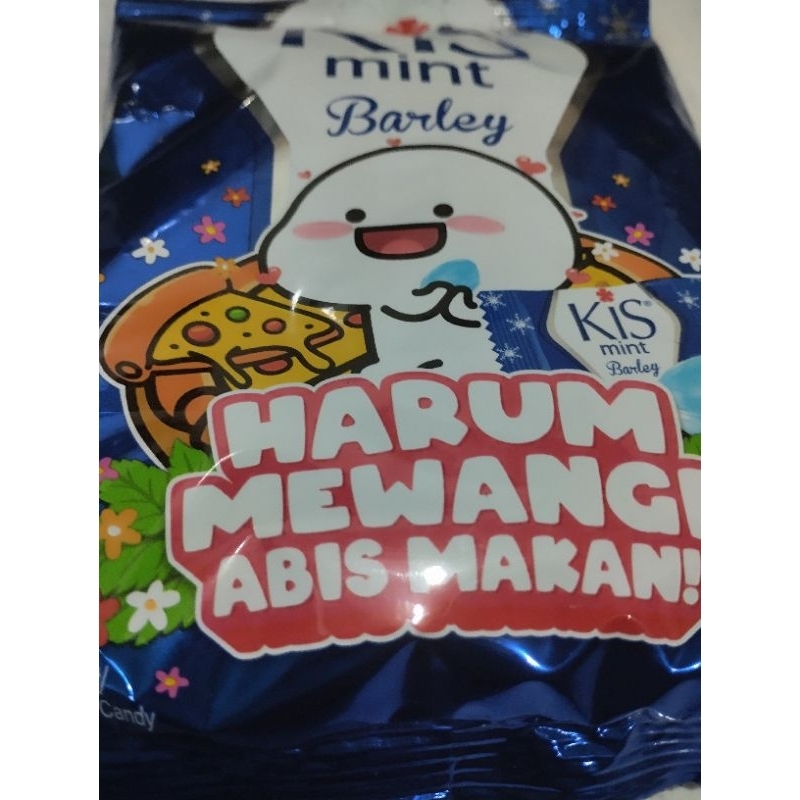 KIS
mint
Barley
KIS®
mint
Barley
HARUM
MEWANGI
ABIS MAKAN!
Candy